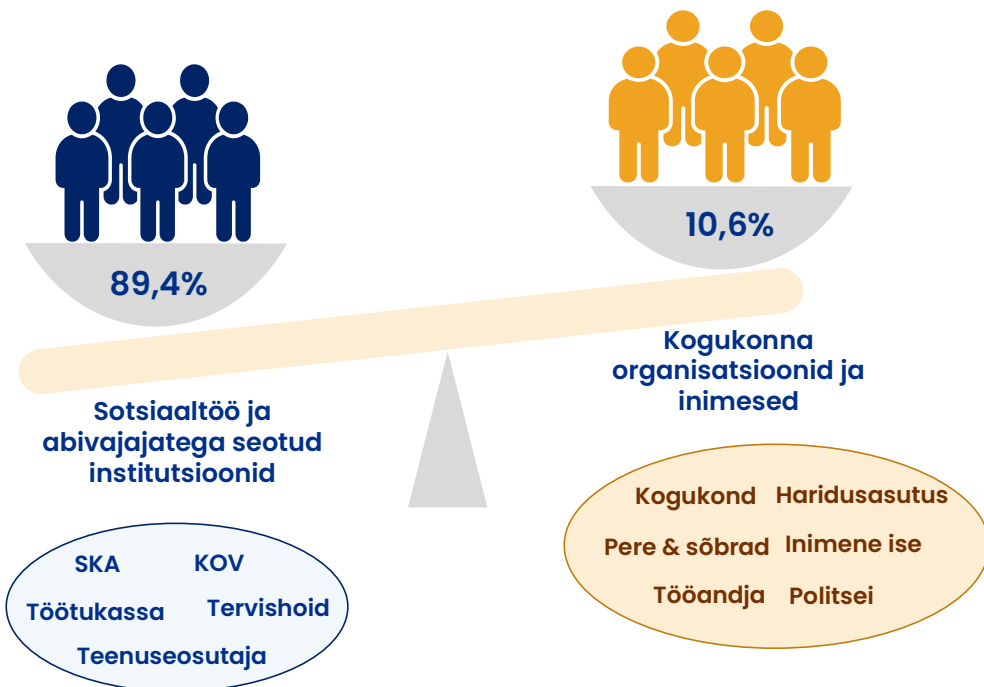 89,4%
10,6%
Sotsiaaltöö ja
abivajajatega seotud
institutsioonid
Kogukonna
organisatsioonid ja
inimesed
SKA KOV
Töötukassa Tervishoid
Teenuseosutaja
Kogukond Haridusasutus
Pere & sõbrad Inimene ise
Tööandja Politsei